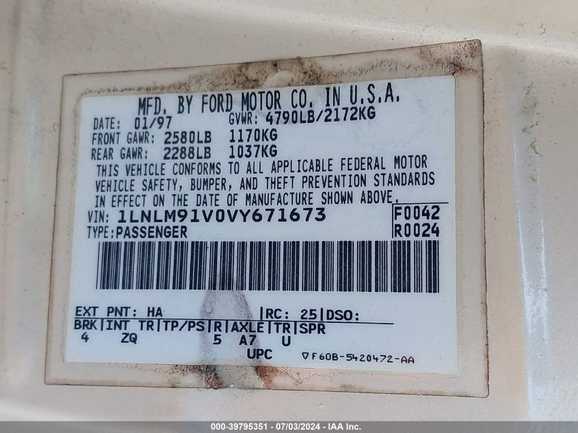 MFD. BY FORD MOTOR CO. IN U.S.A.
DATE: 01/97 GVWR: 4790LB/2172KG
FRONT GAWR: 2580LB 1170KG
REAR GAWR: 2288LB 1037KG
THIS VEHICLE CONFORMS TO ALL APPLICABLE FEDERAL MOTOR
VEHICLE SAFETY, BUMPER, AND THEFT PREVENTION STANDARDS
IN EFFECT ON THE DATE OF MANUFACTURE SHOWN ABOVE.
VIN: 1LNLM91V0VY671673 F0042
TYPE: PASSENGER R0024
EXT PNT: HA |RC: 25|DSO:
BRK|INT TR|TP/PS|R|AXLE|TR|SPR
4 ZQ 5 A7 U
UPC ▽F60B-5420472-AA
000-39795351 - 07/03/2024 - IAA Inc.